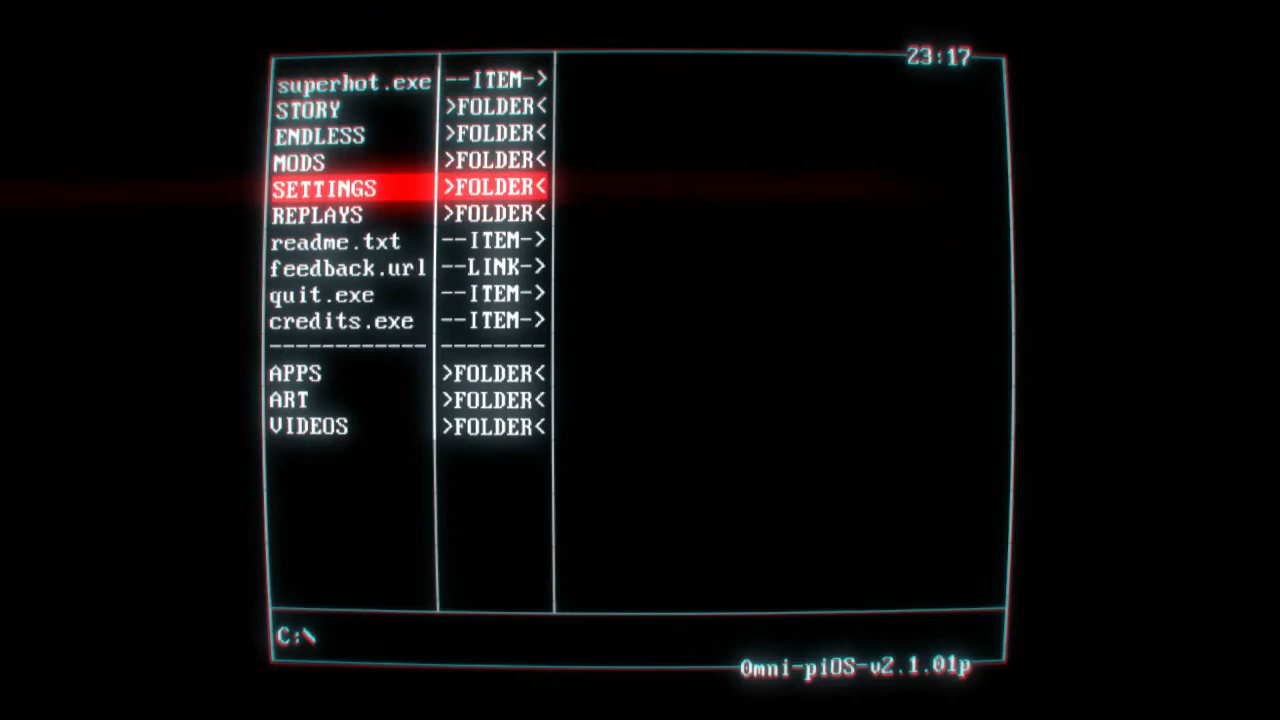 23:17
superhot.exe --ITEM->
STORY >FOLDER<
ENDLESS >FOLDER<
MODS >FOLDER<
SETTINGS >FOLDER<
REPLAYS >FOLDER<
readme.txt --ITEM->
feedback.url --LINK->
quit.exe --ITEM->
credits.exe --ITEM->
------------ --------
APPS >FOLDER<
ART >FOLDER<
VIDEOS >FOLDER<
C:\
Omni-piOS-v2.1.01p